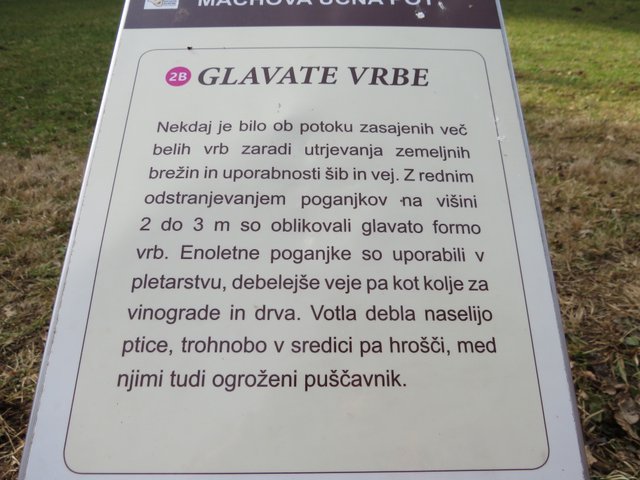 MACHOVA UČNA POT
2B GLAVATE VRBE
Nekdaj je bilo ob potoku zasajenih več
belih vrb zaradi utrjevanja zemeljnih
brežin in uporabnosti šib in vej. Z rednim
odstranjevanjem poganjkov na višini
2 do 3 m so oblikovali glavato formo
vrb. Enoletne poganjke so uporabili v
pletarstvu, debelejše veje pa kot kolje za
vinograde in drva. Votla debla naselijo
ptice, trohnobo v sredici pa hrošči, med
njimi tudi ogroženi puščavnik.